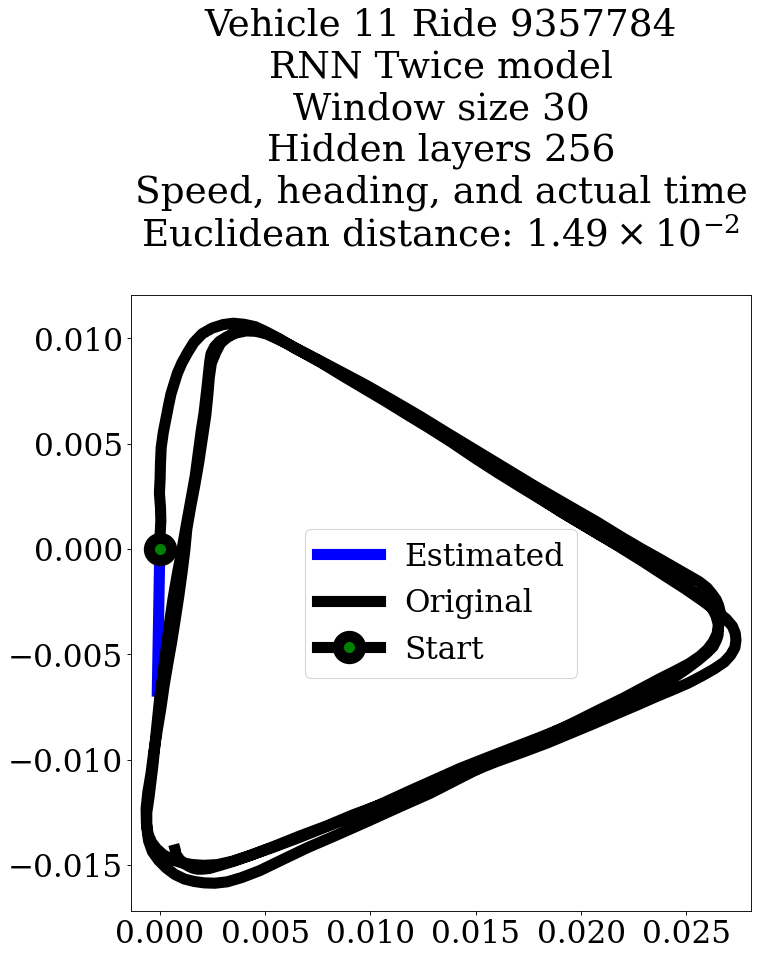 Vehicle 11 Ride 9357784
RNN Twice model
Window size 30
Hidden layers 256
Speed, heading, and actual time
Euclidean distance: 1.49 × 10⁻²
0.010
0.005
0.000
−0.005
−0.010
−0.015
Estimated
Original
Start
0.000 0.005 0.010 0.015 0.020 0.025